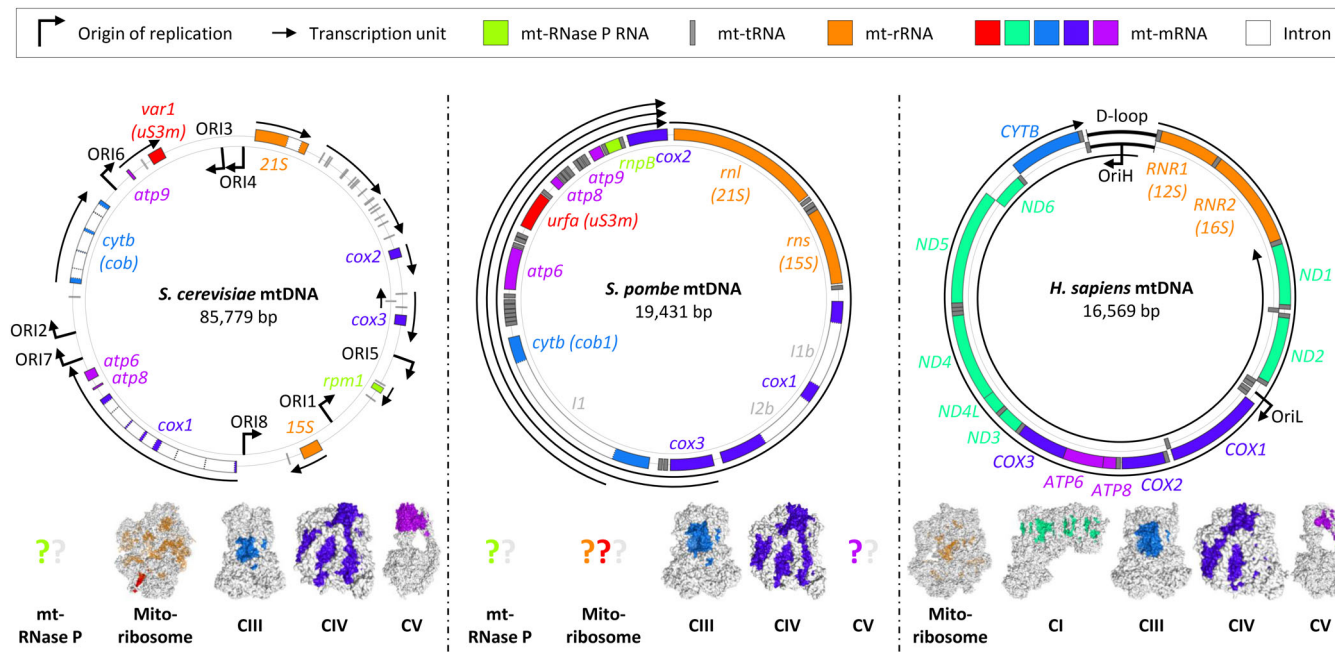 Origin of replication
Transcription unit
mt-RNase P RNA
mt-tRNA
mt-rRNA
mt-mRNA
Intron
var1
(uS3m)
ORI3
ORI6
ORI4
21S
atp9
cytb
(cob)
cox2
S. cerevisiae mtDNA
85,779 bp
cox3
ORI2
ORI7
ORI5
atp6
atp8
rpm1
ORI1
cox1
ORI8
15S
cox2
rnpB
atp9
atp8
rnl
(21S)
urfa (uS3m)
rns
(15S)
atp6
S. pombe mtDNA
19,431 bp
cytb (cob1)
I1b
cox1
I1
I2b
cox3
D-loop
CYTB
OriH
RNR1
(12S)
ND6
RNR2
(16S)
ND5
ND1
H. sapiens mtDNA
16,569 bp
ND2
ND4
OriL
ND4L
ND3
COX3
COX1
ATP6
ATP8
COX2
??
mt-
RNase P
Mito-
ribosome
CIII
CIV
CV
??
???
??
mt-
RNase P
Mito-
ribosome
CIII
CIV
CV
Mito-
ribosome
CI
CIII
CIV
CV